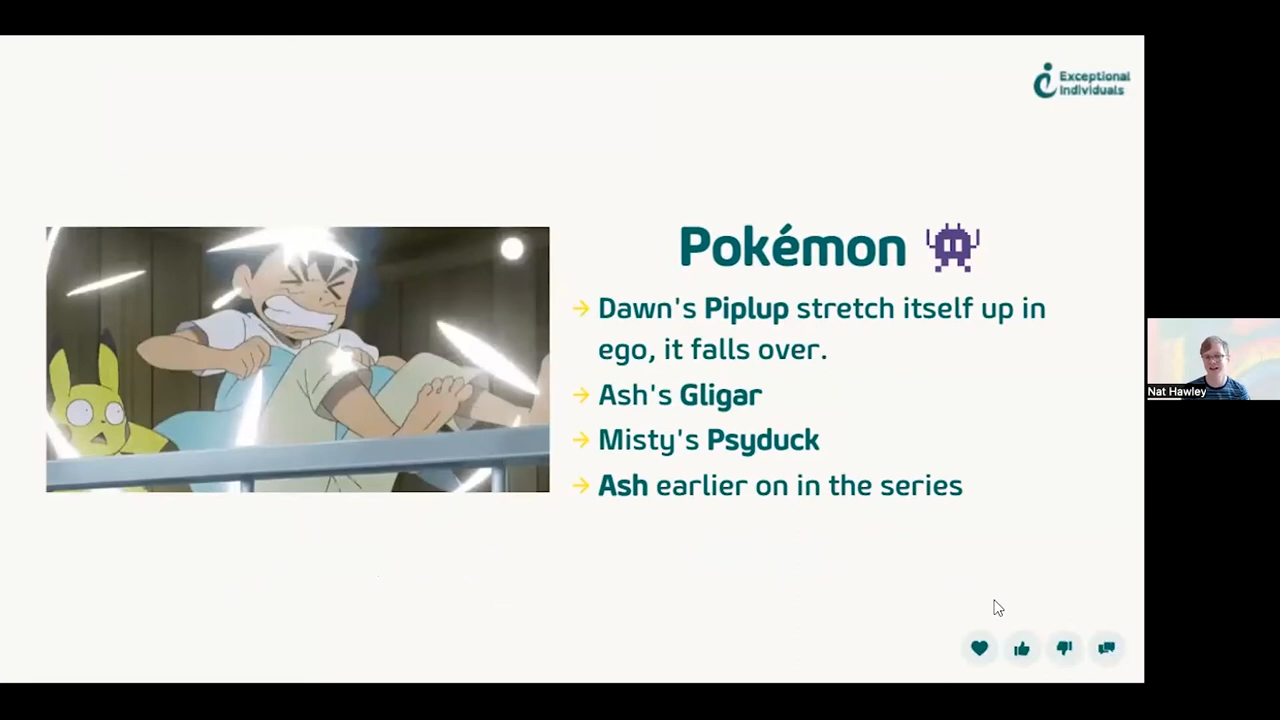 Exceptional
Individuals
Pokémon
→ Dawn's Piplup stretch itself up in
ego, it falls over.
→ Ash's Gligar
→ Misty's Psyduck
→ Ash earlier on in the series
Nat Hawley